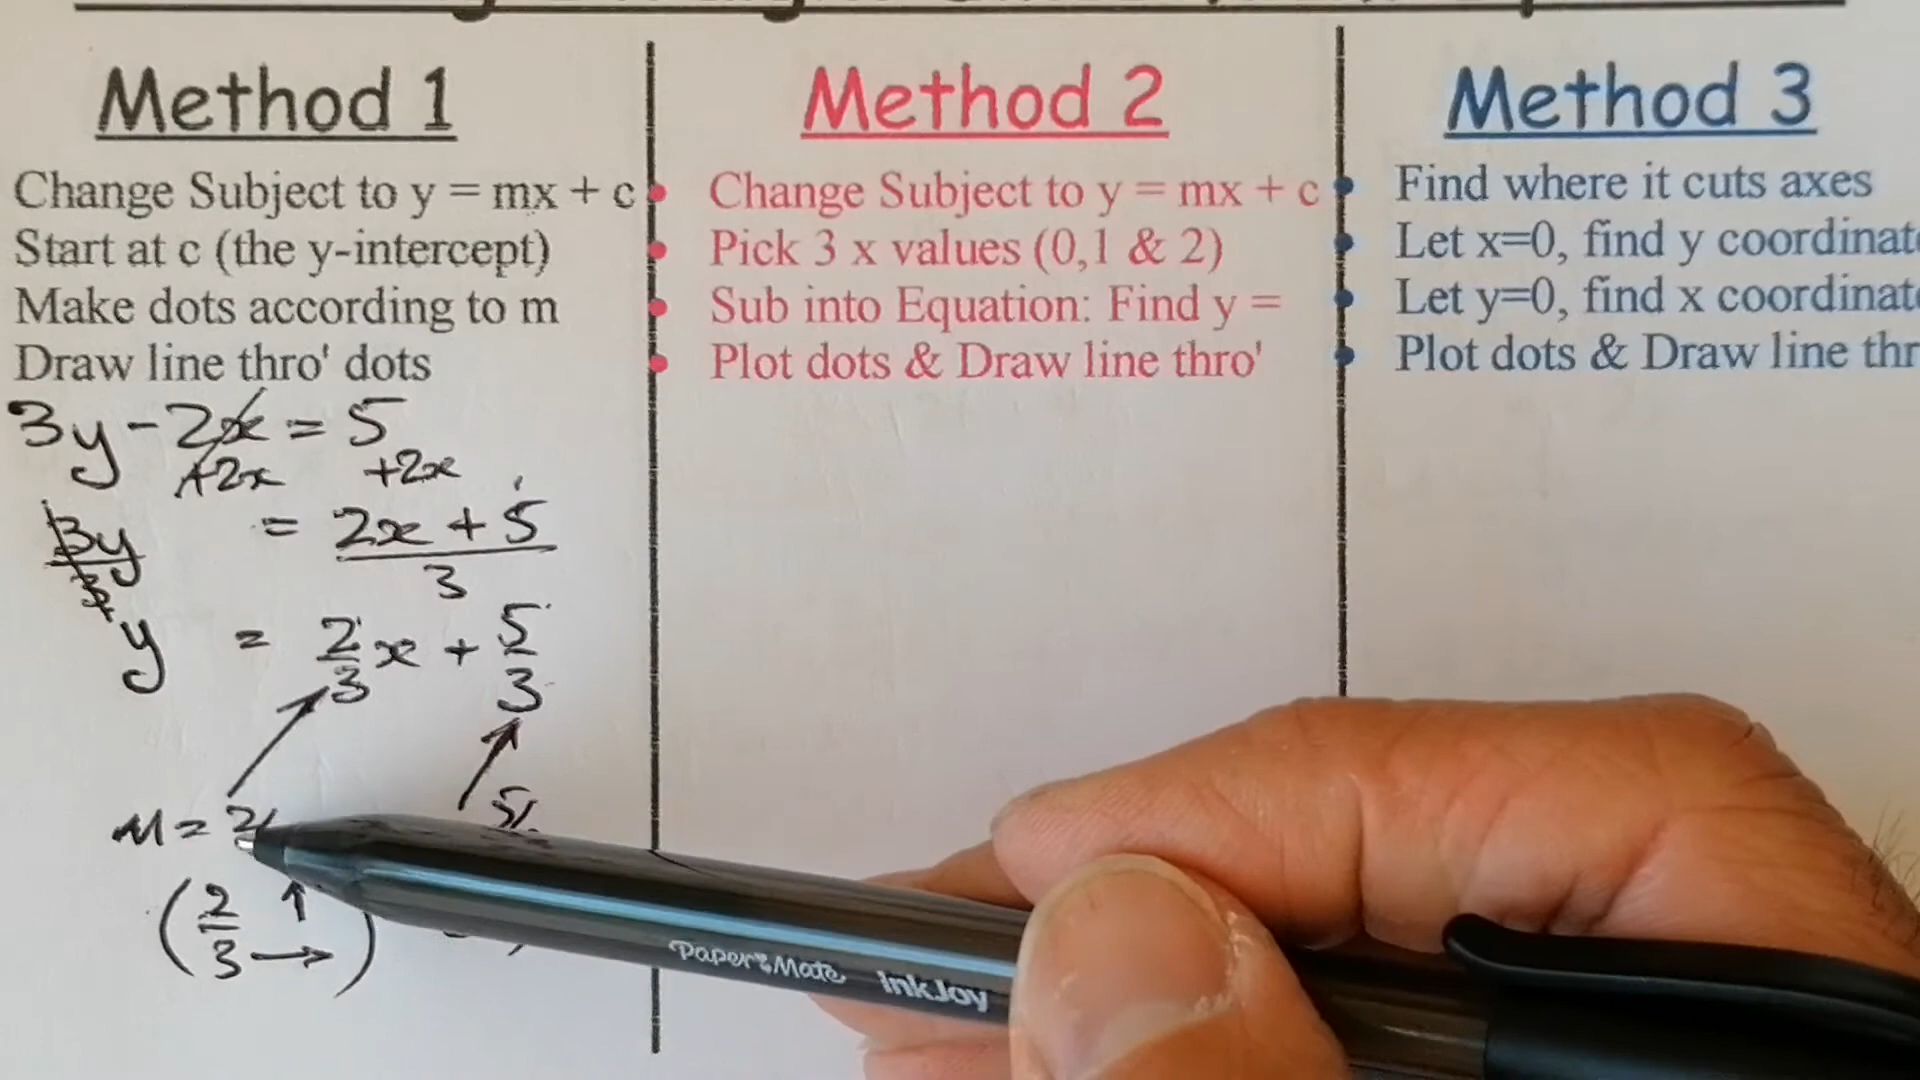 Method 1
Change Subject to y = mx + c
Start at c (the y-intercept)
Make dots according to m
Draw line thro' dots
3y - 2x = 5
+2x +2x
3y/3 = 2x + 5/3
y = 2/3 x + 5/3
M = 2/
(2↑
3→)
5/
Method 2
• Change Subject to y = mx + c
• Pick 3 x values (0,1 & 2)
• Sub into Equation: Find y =
• Plot dots & Draw line thro'
Method 3
• Find where it cuts axes
• Let x=0, find y coordinat
• Let y=0, find x coordinat
• Plot dots & Draw line thr
PAPER MATE InkJoy